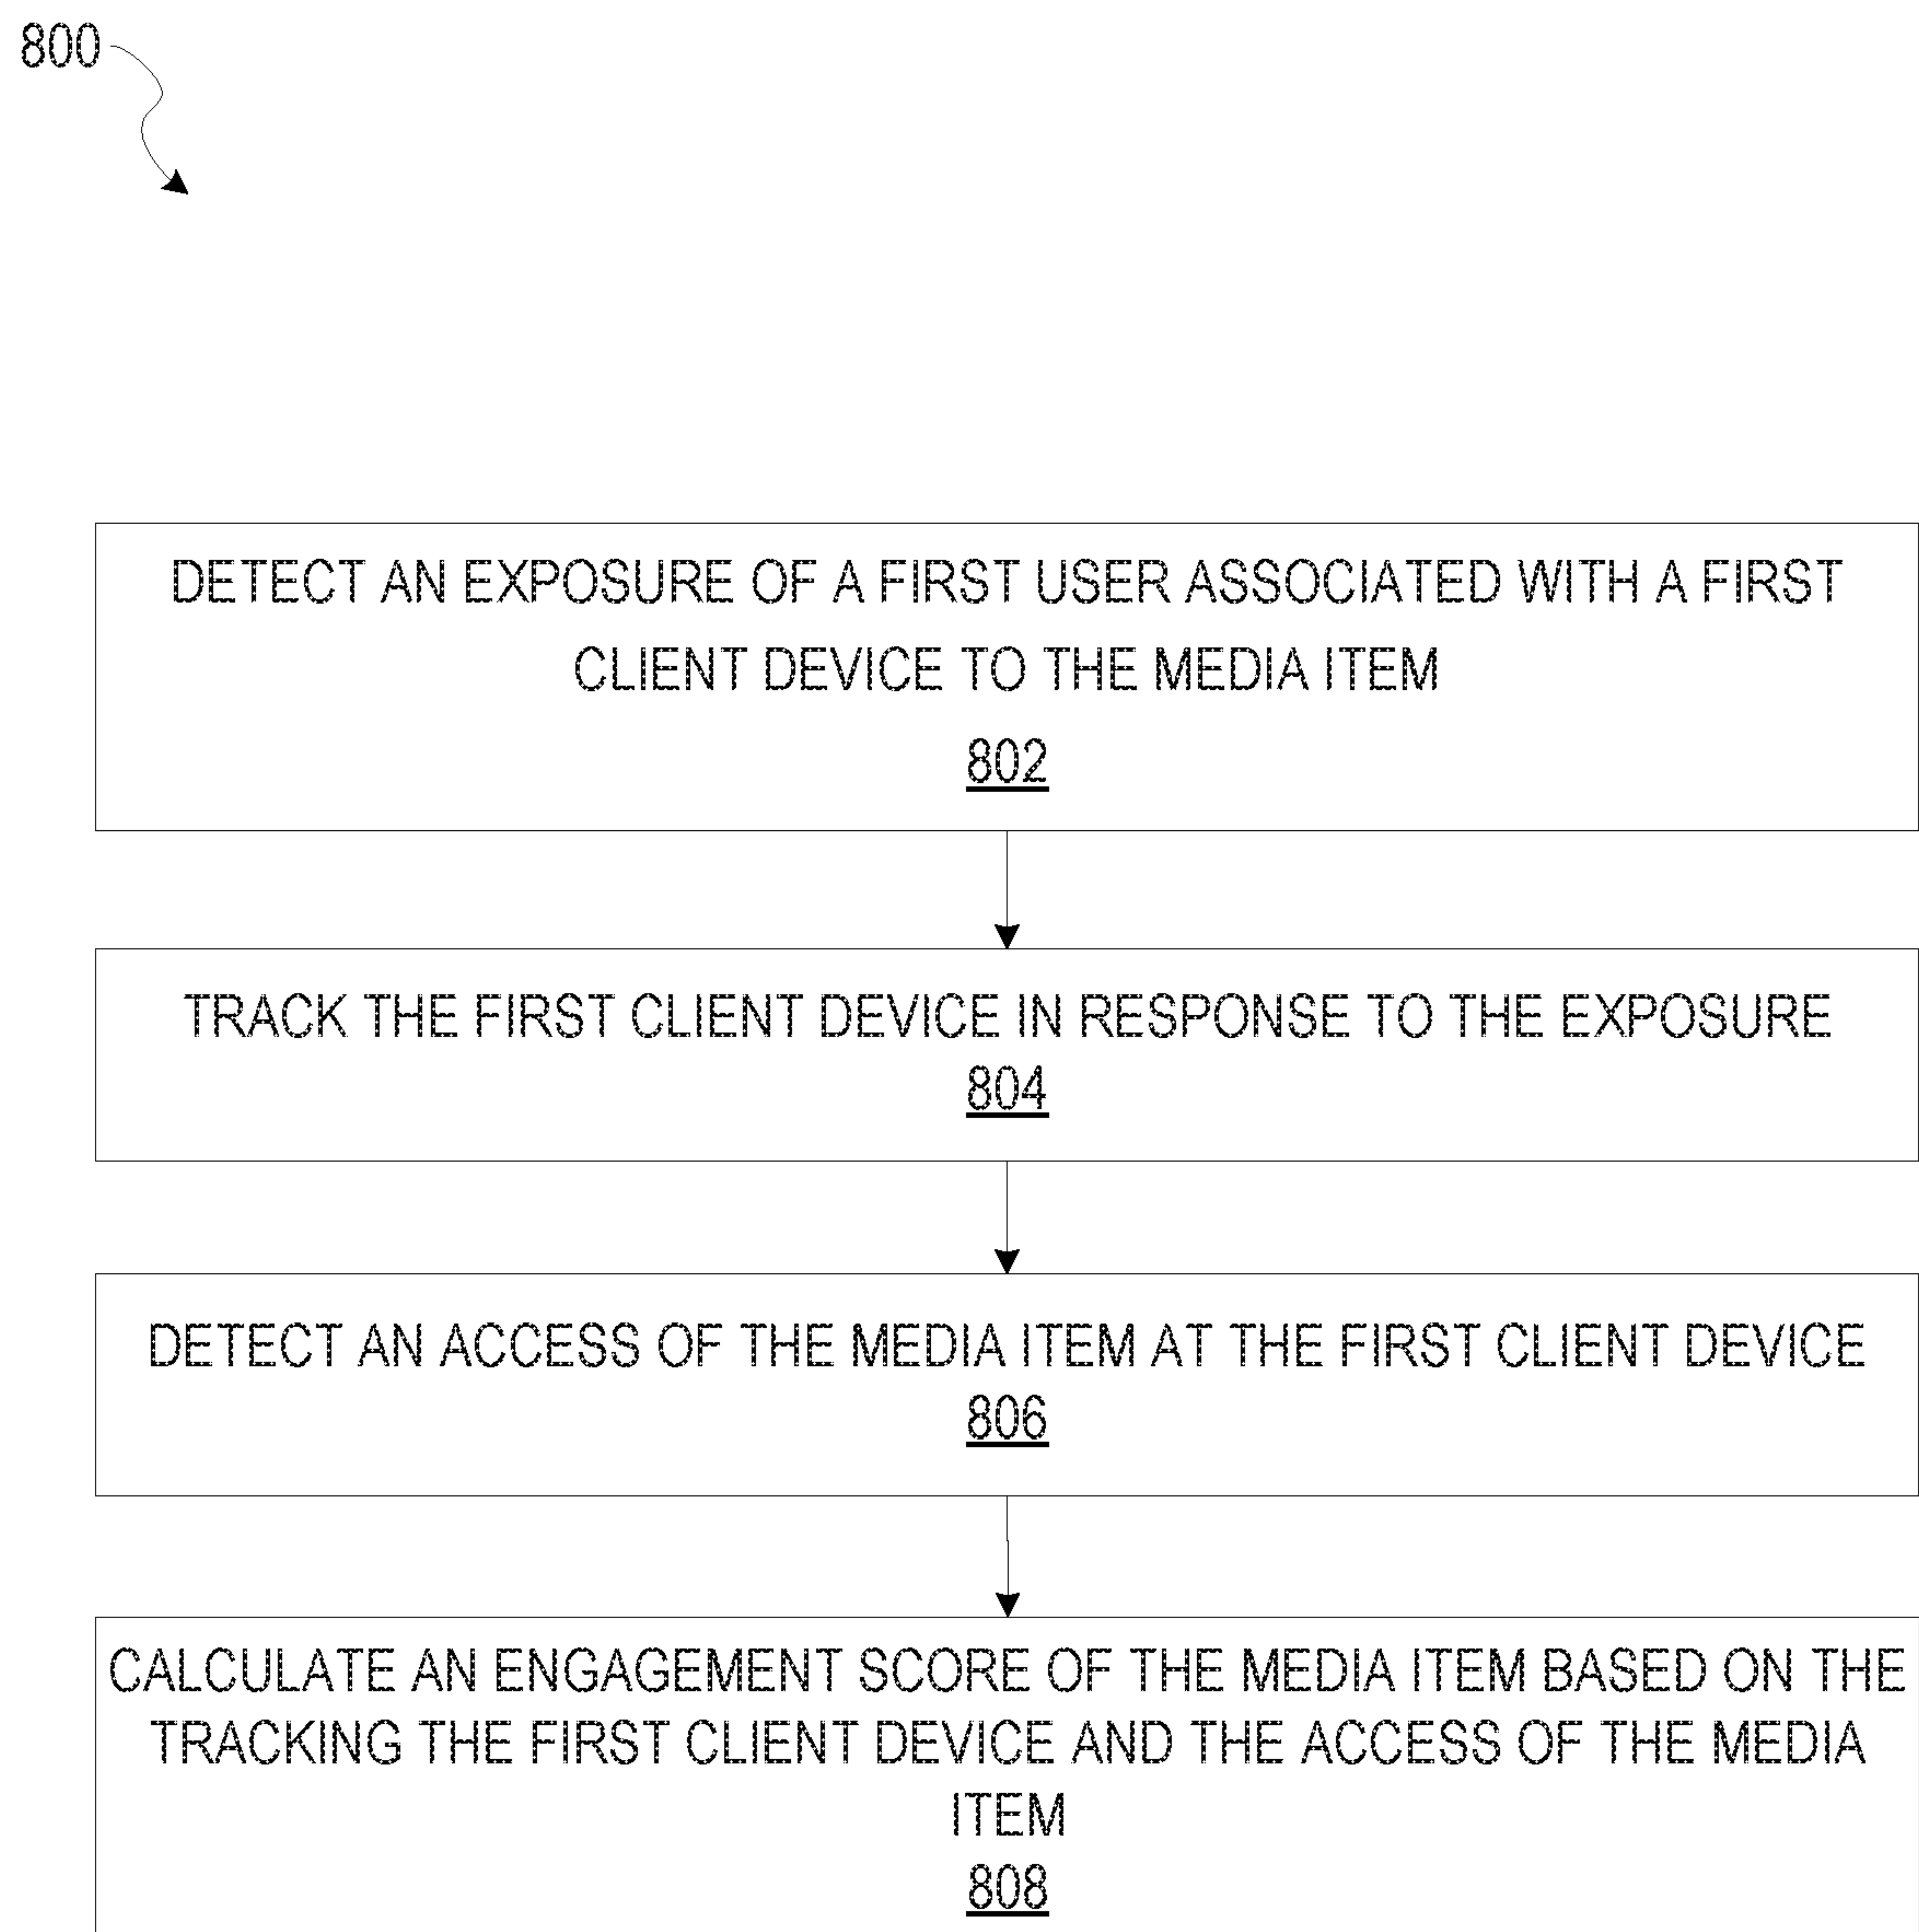 800
DETECT AN EXPOSURE OF A FIRST USER ASSOCIATED WITH A FIRST
CLIENT DEVICE TO THE MEDIA ITEM
802
TRACK THE FIRST CLIENT DEVICE IN RESPONSE TO THE EXPOSURE
804
DETECT AN ACCESS OF THE MEDIA ITEM AT THE FIRST CLIENT DEVICE
806
CALCULATE AN ENGAGEMENT SCORE OF THE MEDIA ITEM BASED ON THE
TRACKING THE FIRST CLIENT DEVICE AND THE ACCESS OF THE MEDIA
ITEM
808